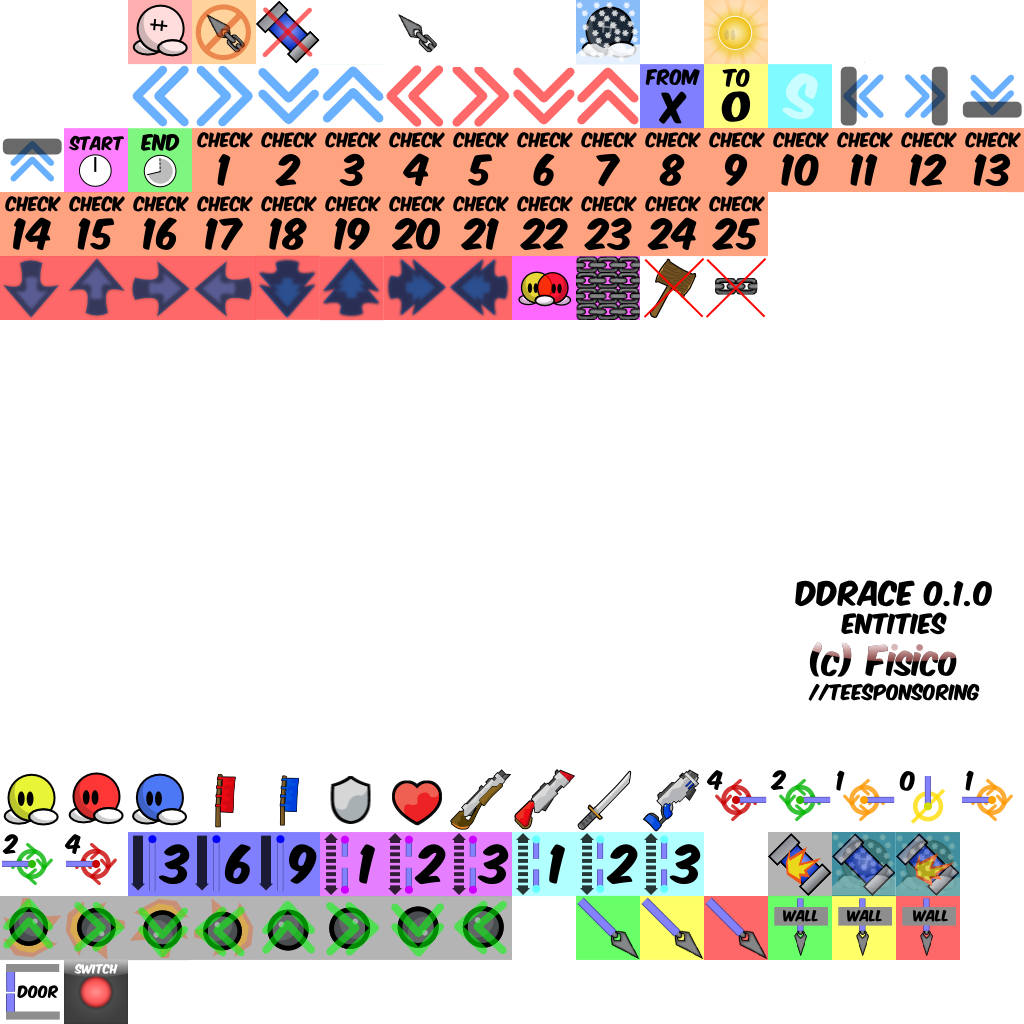 FROM TO
X O S
START END CHECK CHECK CHECK CHECK CHECK CHECK CHECK CHECK CHECK CHECK CHECK CHECK CHECK
1 2 3 4 5 6 7 8 9 10 11 12 13
CHECK CHECK CHECK CHECK CHECK CHECK CHECK CHECK CHECK CHECK CHECK CHECK
14 15 16 17 18 19 20 21 22 23 24 25
DDRACE 0.1.0
ENTITIES
(c) Fisico
//TEESPONSORING
4 2 1 0 1
2 4
3 6 9 1 2 3 1 2 3
WALL WALL WALL
DOOR SWITCH